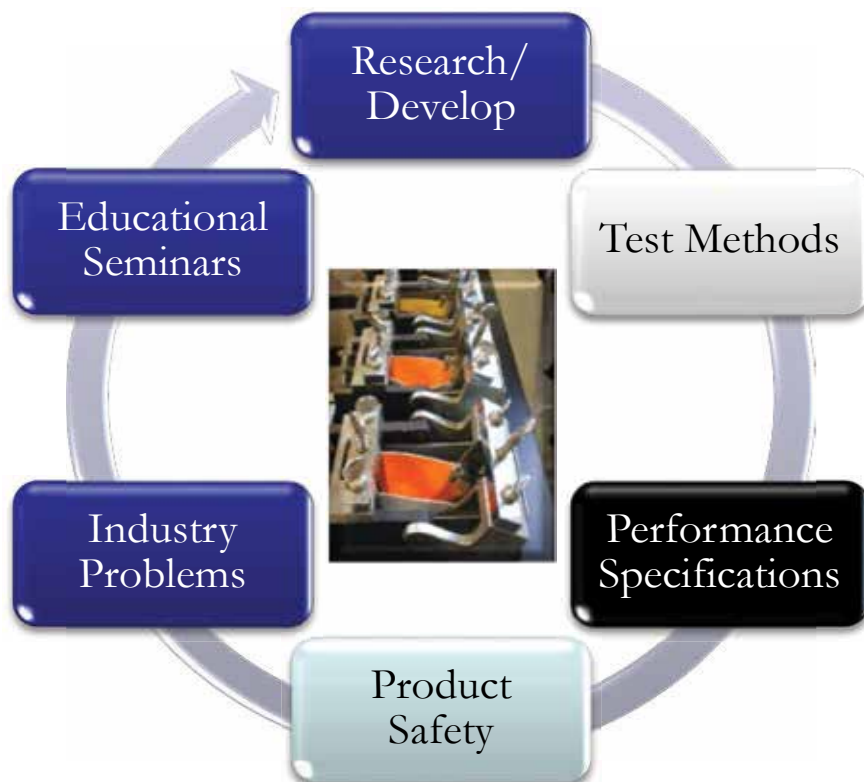 Research/
Develop
Test Methods
Performance
Specifications
Product
Safety
Industry
Problems
Educational
Seminars